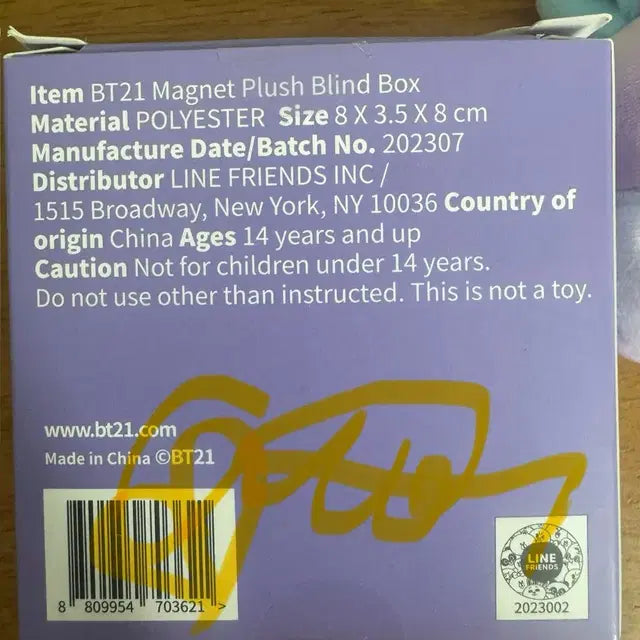 Item BT21 Magnet Plush Blind Box
Material POLYESTER Size 8 X 3.5 X 8 cm
Manufacture Date/Batch No. 202307
Distributor LINE FRIENDS INC /
1515 Broadway, New York, NY 10036 Country of
origin China Ages 14 years and up
Caution Not for children under 14 years.
Do not use other than instructed. This is not a toy.
www.bt21.com
Made in China ©BT21
8 809954 703621 >
LINE
FRIENDS
2023002